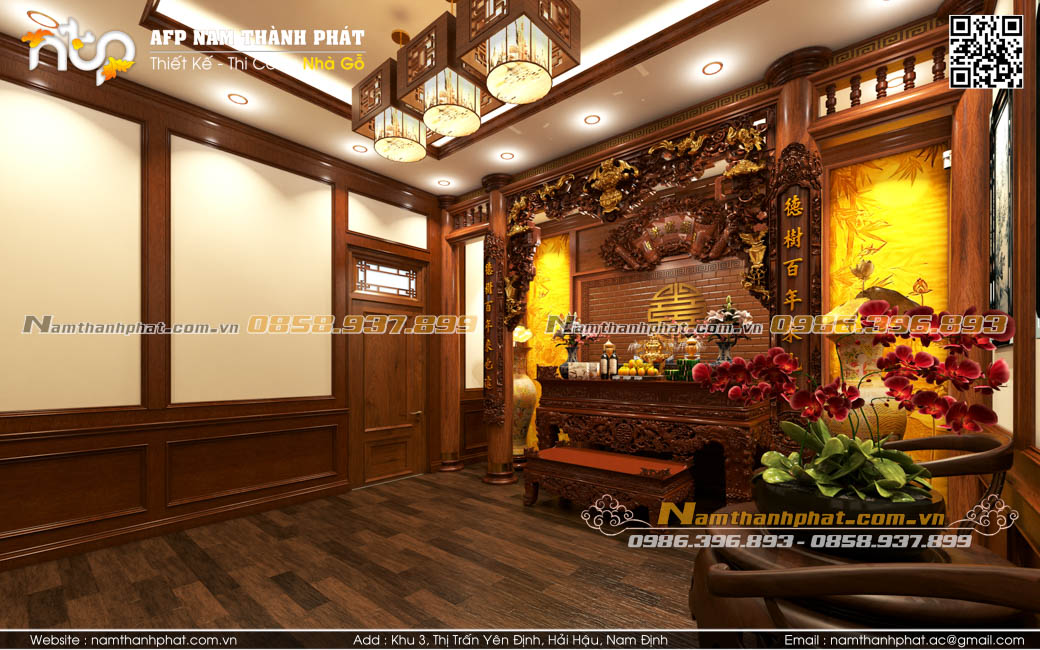 ntp
AFP NAM THÀNH PHÁT
Thiết Kế - Thi Công Nhà Gỗ
德樹百年
Namthanhphat.com.vn 0858.937.899
Namthanhphat.com.vn 0986.396.893
Namthanhphat.com.vn
0986.396.893 - 0858.937.899
Website : namthanhphat.com.vn
Add : Khu 3, Thị Trấn Yên Định, Hải Hậu, Nam Định
Email : namthanhphat.ac@gmail.com